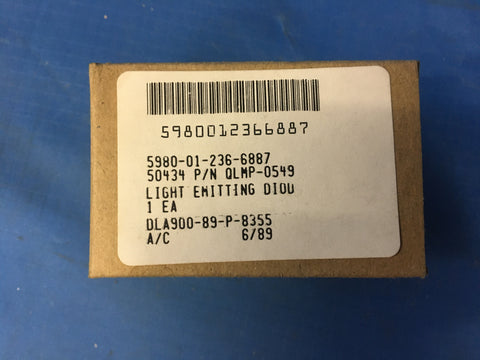 5980012366887
5980-01-236-6887
50434 P/N QLMP-0549
LIGHT EMITTING DIOD
1 EA
DLA900-89-P-8355
A/C 6/89